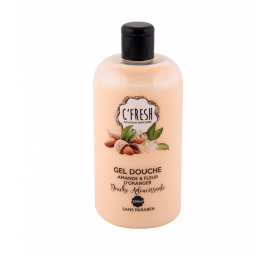 C'FRESH
GEL DOUCHE
AMANDE & FLEUR
D'ORANGER
Douche Adoucissante
SANS PARABEN